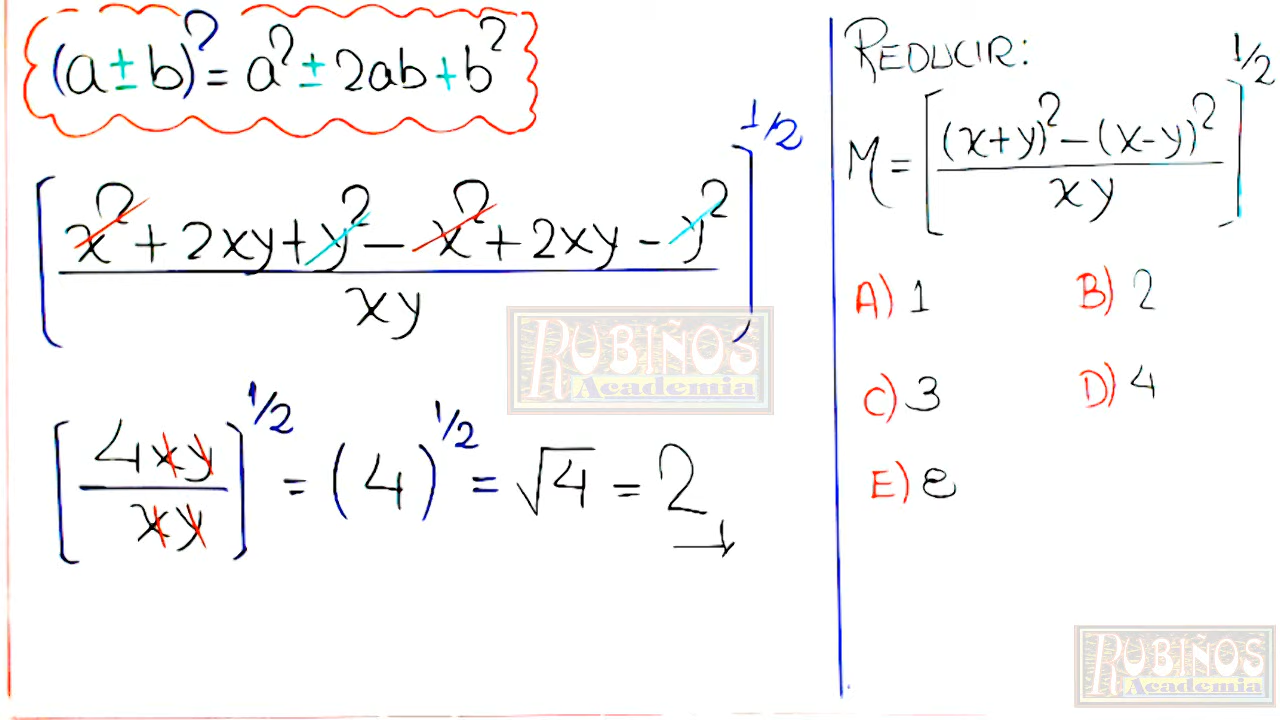 (a ± b)² = a² ± 2ab + b²
[(x² + 2xy + y² − x² + 2xy − y²) / xy]^1/2
[4xy / xy]^1/2 = (4)^1/2 = √4 = 2
REDUCIR:
M = [((x+y)² − (x−y)²) / xy]^1/2
A) 1 B) 2
C) 3 D) 4
E) 8
RUBIÑOS
Academia
RUBIÑOS
Academia